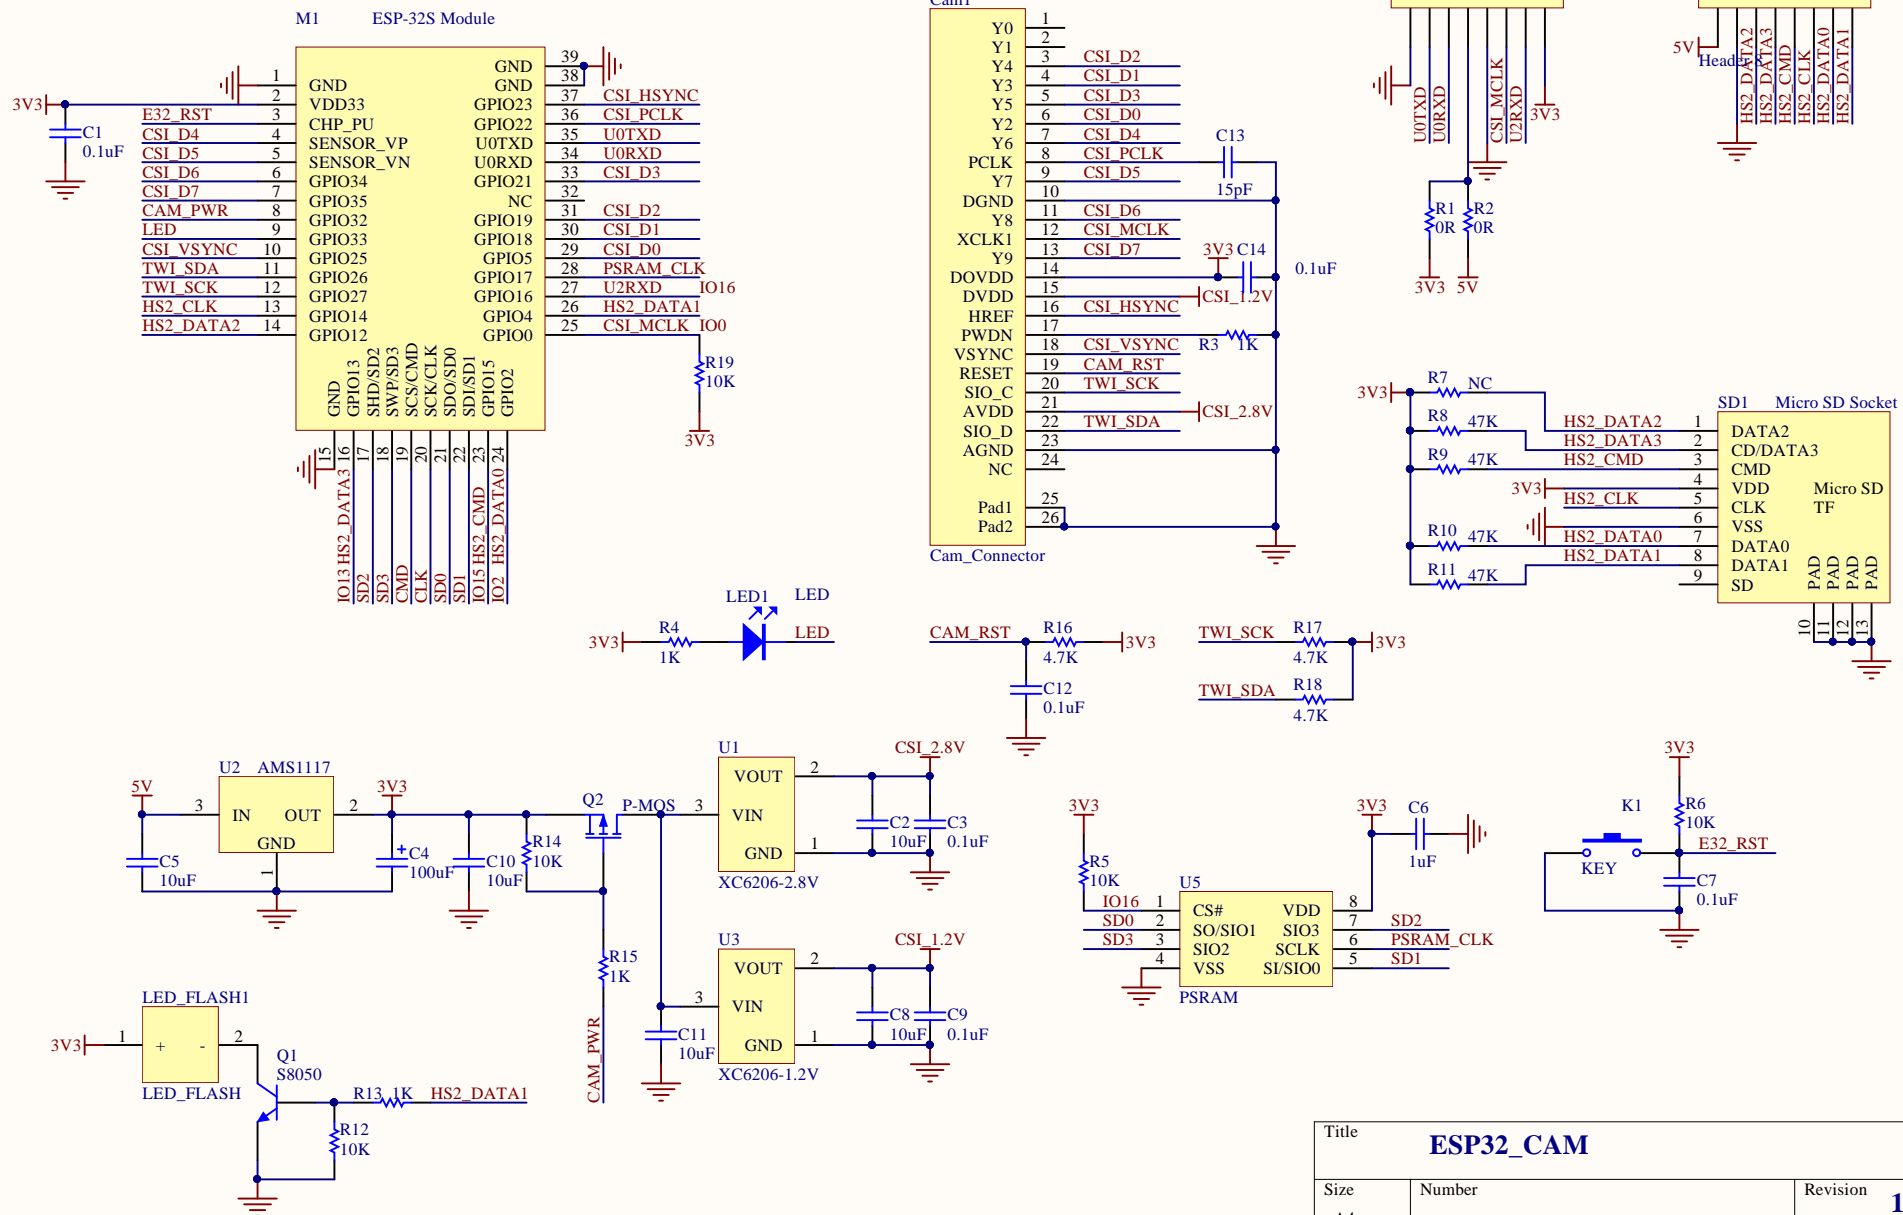 M1 ESP-32S Module
1 GND
2 VDD33
3 CHP_PU
4 SENSOR_VP
5 SENSOR_VN
6 GPIO34
7 GPIO35
8 GPIO32
9 GPIO33
10 GPIO25
11 GPIO26
12 GPIO27
13 GPIO14
14 GPIO12
3V3
C1
0.1uF
E32_RST
CSI_D4
CSI_D5
CSI_D6
CSI_D7
CAM_PWR
LED
CSI_VSYNC
TWI_SDA
TWI_SCK
HS2_CLK
HS2_DATA2
GND 39
GND 38
GPIO23 37 CSI_HSYNC
GPIO22 36 CSI_PCLK
U0TXD 35 U0TXD
U0RXD 34 U0RXD
GPIO21 33 CSI_D3
NC 32
GPIO19 31 CSI_D2
GPIO18 30 CSI_D1
GPIO5 29 CSI_D0
GPIO17 28 PSRAM_CLK
GPIO16 27 U2RXD IO16
GPIO4 26 HS2_DATA1
GPIO0 25 CSI_MCLK IO0
R19
10K
3V3
GND 15
GPIO13 16 IO13 HS2_DATA3
SHD/SD2 17 SD2
SWP/SD3 18 SD3
SCS/CMD 19 CMD
SCK/CLK 20 CLK
SDO/SD0 21 SD0
SDI/SD1 22 SD1
GPIO15 23 IO15 HS2_CMD
GPIO2 24 IO2 HS2_DATA0
Cam1
Y0 1
Y1 2
Y4 3 CSI_D2
Y3 4 CSI_D1
Y5 5 CSI_D3
Y2 6 CSI_D0
Y6 7 CSI_D4
PCLK 8 CSI_PCLK
Y7 9 CSI_D5
DGND 10
Y8 11 CSI_D6
XCLK1 12 CSI_MCLK
Y9 13 CSI_D7
DOVDD 14
DVDD 15 CSI_1.2V
HREF 16 CSI_HSYNC
PWDN 17
VSYNC 18 CSI_VSYNC
RESET 19 CAM_RST
SIO_C 20 TWI_SCK
AVDD 21 CSI_2.8V
SIO_D 22 TWI_SDA
AGND 23
NC 24
Pad1 25
Pad2 26
Cam_Connector
C13
15pF
3V3 C14
0.1uF
R3 1K
U0TXD
U0RXD
CSI_MCLK
U2RXD
3V3
R1
0R
R2
0R
3V3 5V
5V
Header 8
HS2_DATA2
HS2_DATA3
HS2_CMD
HS2_CLK
HS2_DATA0
HS2_DATA1
3V3
R7 NC
R8 47K
R9 47K
R10 47K
R11 47K
SD1 Micro SD Socket
HS2_DATA2 1 DATA2
HS2_DATA3 2 CD/DATA3
HS2_CMD 3 CMD
3V3 4 VDD
HS2_CLK 5 CLK
6 VSS
HS2_DATA0 7 DATA0
HS2_DATA1 8 DATA1
9 SD
Micro SD
TF
PAD 10
PAD 11
PAD 12
PAD 13
LED1 LED
3V3 R4 LED
1K
CAM_RST R16 3V3
4.7K
C12
0.1uF
TWI_SCK R17 3V3
4.7K
TWI_SDA R18
4.7K
U2 AMS1117
5V
3 IN OUT 2
GND
1
3V3
C5
10uF
C4
100uF
+
C10
10uF
R14
10K
Q2 P-MOS
R15
1K
CAM_PWR
U1
VOUT 2 CSI_2.8V
3 VIN
GND 1
XC6206-2.8V
C2
10uF
C3
0.1uF
U3
VOUT 2 CSI_1.2V
3 VIN
GND 1
XC6206-1.2V
C11
10uF
C8
10uF
C9
0.1uF
LED_FLASH1
3V3 1 + - 2
LED_FLASH
Q1
S8050
R13 1K HS2_DATA1
R12
10K
3V3
R5
10K
3V3
C6
1uF
U5
IO16 1 CS# VDD 8
SD0 2 SO/SIO1 SIO3 7 SD2
SD3 3 SIO2 SCLK 6 PSRAM_CLK
4 VSS SI/SIO0 5 SD1
PSRAM
3V3
R6
10K
K1
KEY
E32_RST
C7
0.1uF
Title
ESP32_CAM
Size Number Revision
1